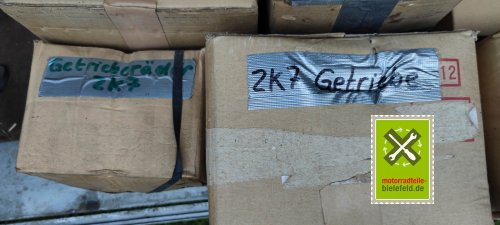 Getrieberäder
2K7
2K7 Getriebe
12
motorradteile-
bielefeld.de